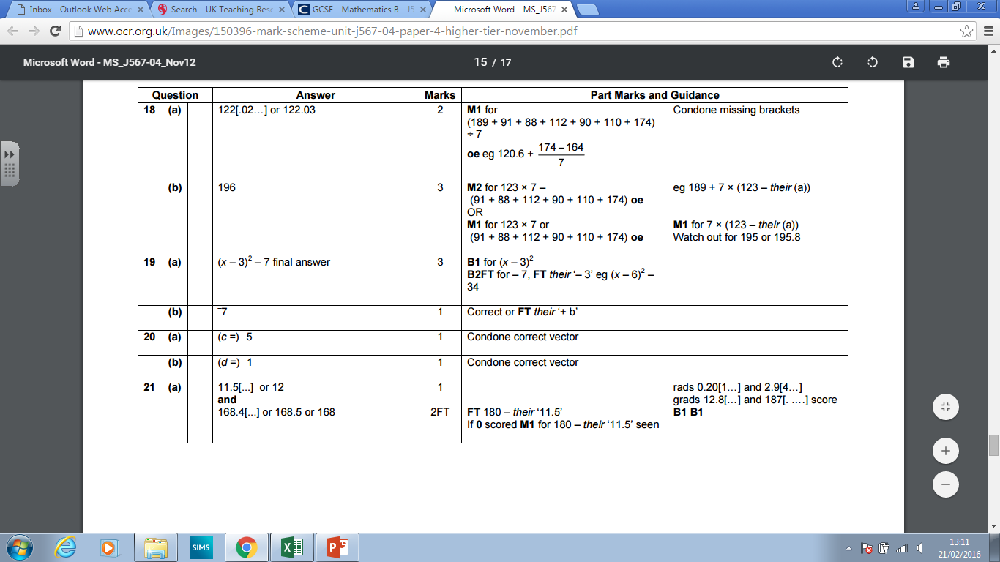 Inbox - Outlook Web Acce
Search - UK Teaching Res
GCSE - Mathematics B - J5
Microsoft Word - MS_J567
www.ocr.org.uk/Images/150396-mark-scheme-unit-j567-04-paper-4-higher-tier-november.pdf
Microsoft Word - MS_J567-04_Nov12
15 / 17
Question Answer Marks Part Marks and Guidance
18 (a) 122[.02…] or 122.03 2 M1 for Condone missing brackets
(189 + 91 + 88 + 112 + 90 + 110 + 174)
÷ 7
oe eg 120.6 + (174 – 164)/7
(b) 196 3 M2 for 123 × 7 – eg 189 + 7 × (123 – their (a))
(91 + 88 + 112 + 90 + 110 + 174) oe
OR
M1 for 123 × 7 or M1 for 7 × (123 – their (a))
(91 + 88 + 112 + 90 + 110 + 174) oe Watch out for 195 or 195.8
19 (a) (x – 3)² – 7 final answer 3 B1 for (x – 3)²
B2FT for – 7, FT their ‘– 3’ eg (x – 6)² –
34
(b) ⁻7 1 Correct or FT their ‘+ b’
20 (a) (c =) ⁻5 1 Condone correct vector
(b) (d =) ⁻1 1 Condone correct vector
21 (a) 11.5[...] or 12 1 rads 0.20[1…] and 2.9[4…]
and grads 12.8[…] and 187[. ….] score
168.4[...] or 168.5 or 168 2FT FT 180 – their ‘11.5’ B1 B1
If 0 scored M1 for 180 – their ‘11.5’ seen
SIMS
13:11
21/02/2016